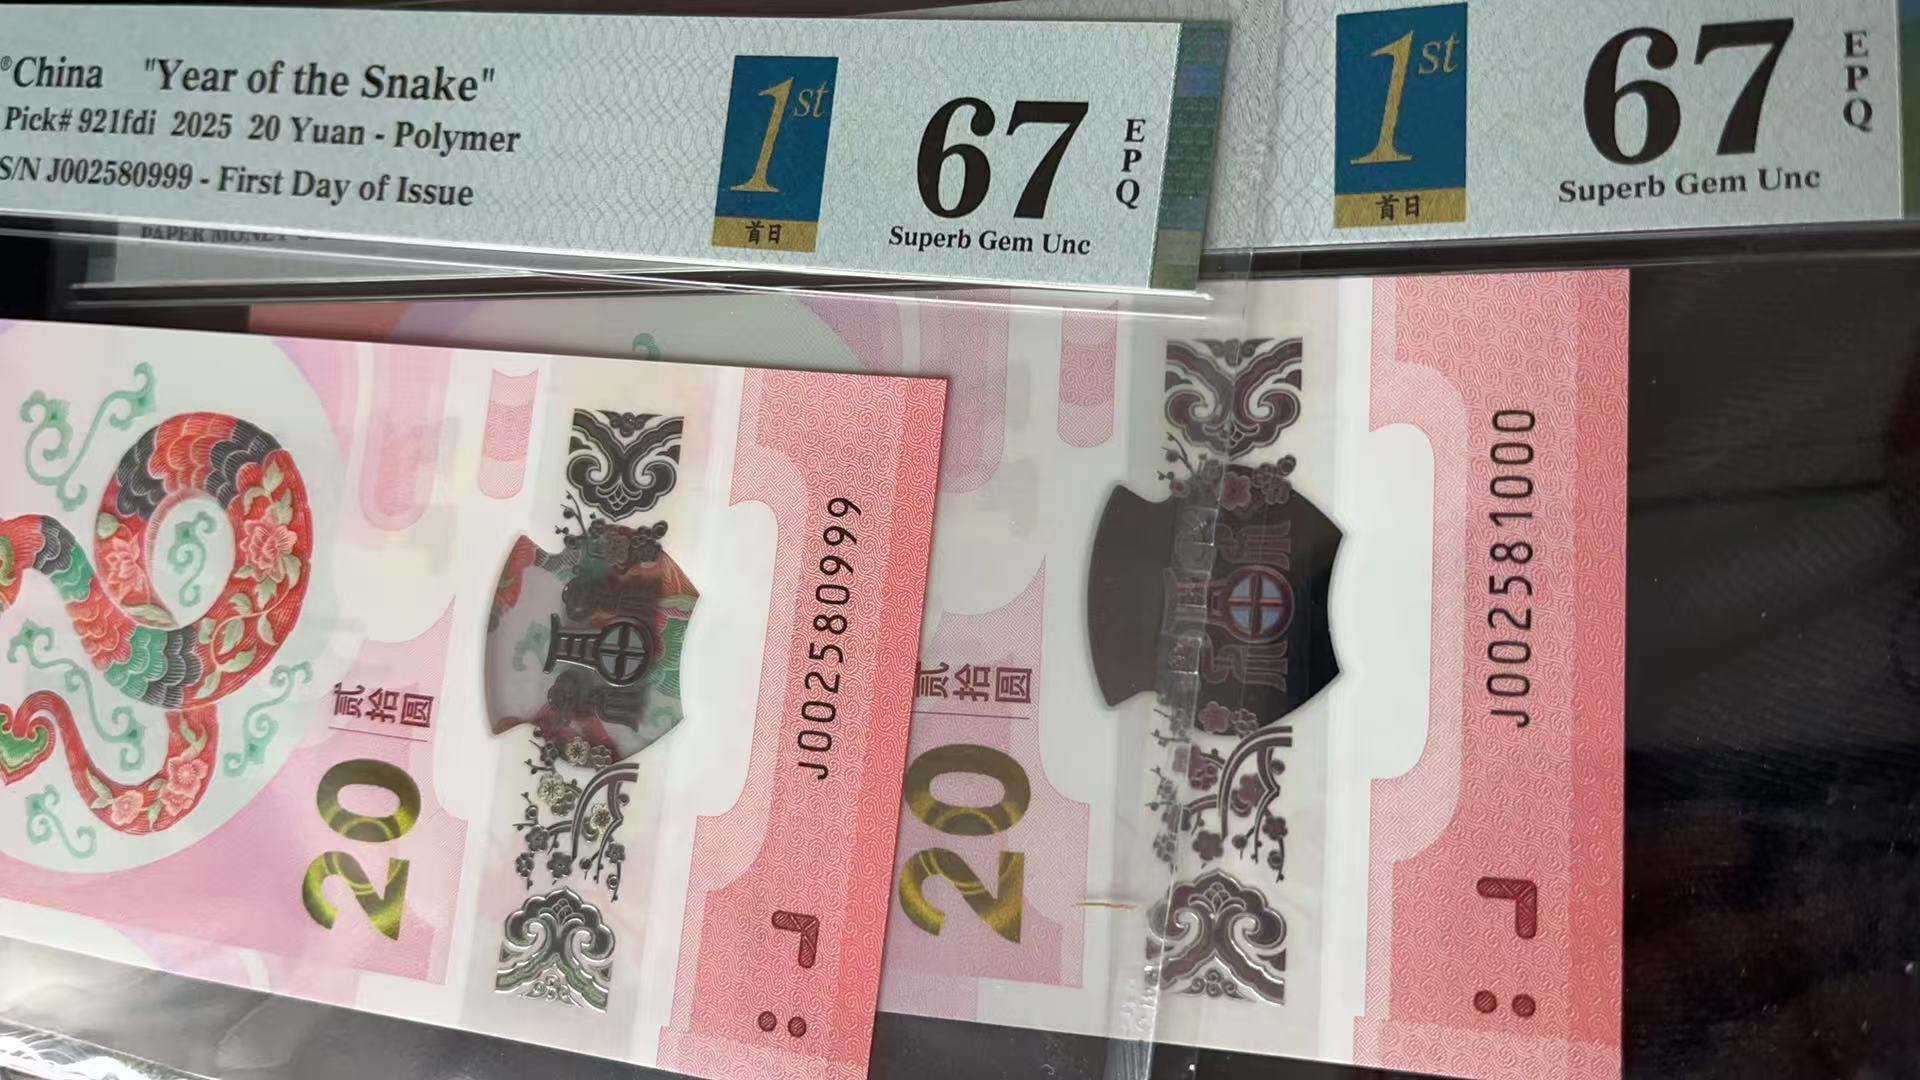 China "Year of the Snake"
Pick# 921fdi 2025 20 Yuan - Polymer
S/N J002580999 - First Day of Issue
1st
首日
67
EPQ
Superb Gem Unc
1st
首日
67
EPQ
Superb Gem Unc
PAPER MONEY
贰拾圆
20
J002580999
贰拾圆
20
J002581000